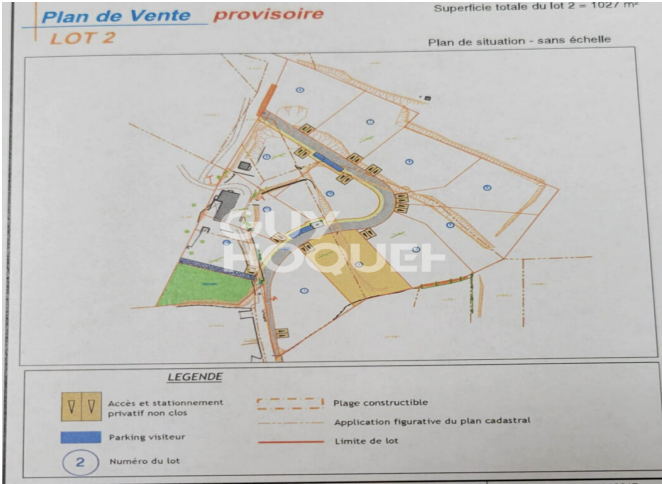 Plan de Vente provisoire
LOT 2
Superficie totale du lot 2 = 1027 m²
Plan de situation - sans échelle
GUY
HOQUET
LEGENDE
Accès et stationnement
privatif non clos
Parking visiteur
2 Numéro du lot
Plage constructible
Application figurative du plan cadastral
Limite de lot